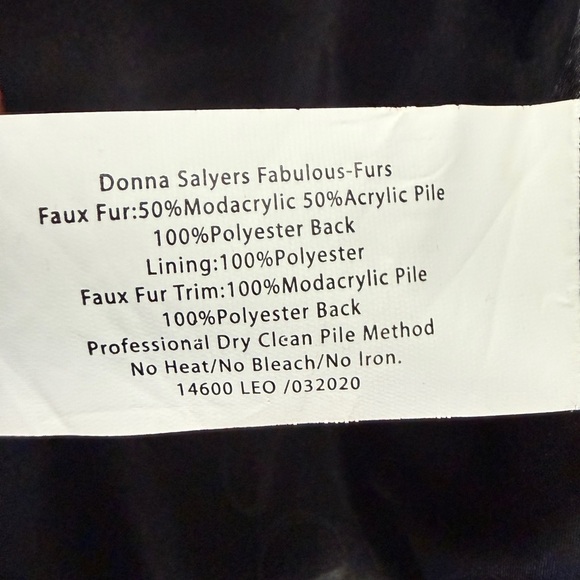 Donna Salyers Fabulous-Furs
Faux Fur:50%Modacrylic 50%Acrylic Pile
100%Polyester Back
Lining:100%Polyester
Faux Fur Trim:100%Modacrylic Pile
100%Polyester Back
Professional Dry Clean Pile Method
No Heat/No Bleach/No Iron.
14600 LEO /032020